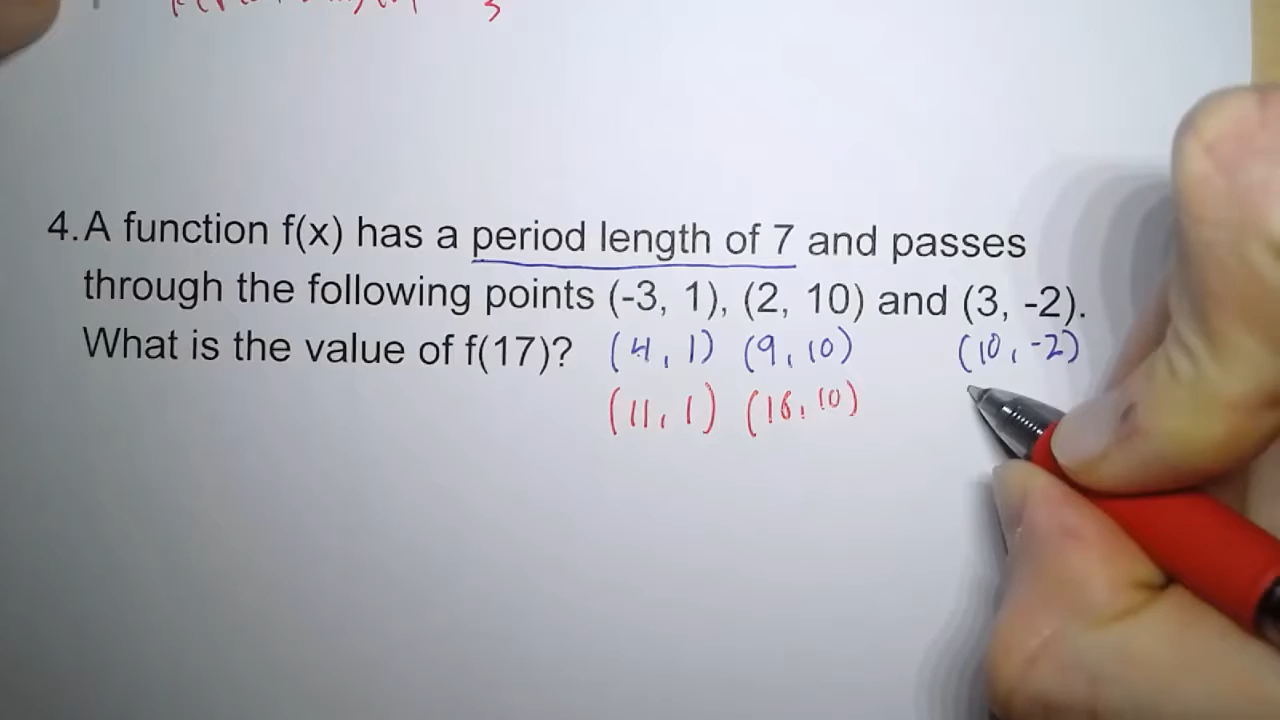 4. A function f(x) has a period length of 7 and passes
through the following points (-3, 1), (2, 10) and (3, -2).
What is the value of f(17)? (4, 1) (9, 10) (10, -2)
(11, 1) (16, 10)